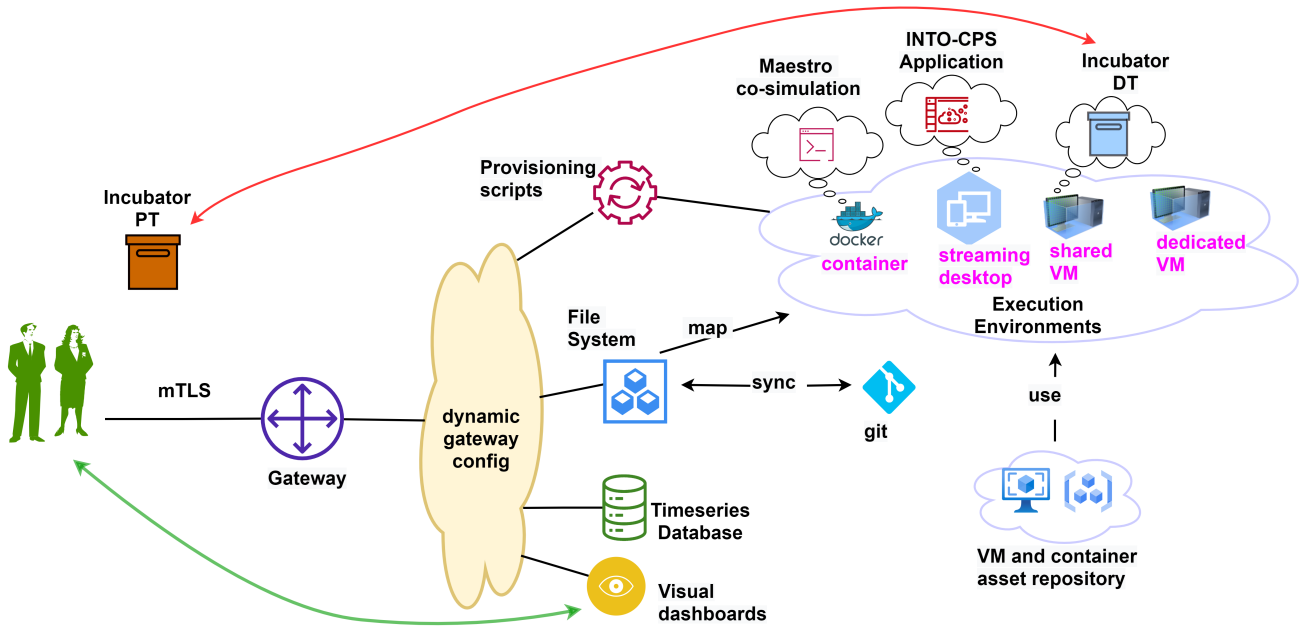 INTO-CPS
Application
Maestro
co-simulation
Incubator
DT
Provisioning
scripts
Incubator
PT
docker
container
streaming
desktop
shared
VM
dedicated
VM
Execution
Environments
File
System
map
mTLS
sync
use
dynamic
gateway
config
git
Gateway
Timeseries
Database
VM and container
asset repository
Visual
dashboards